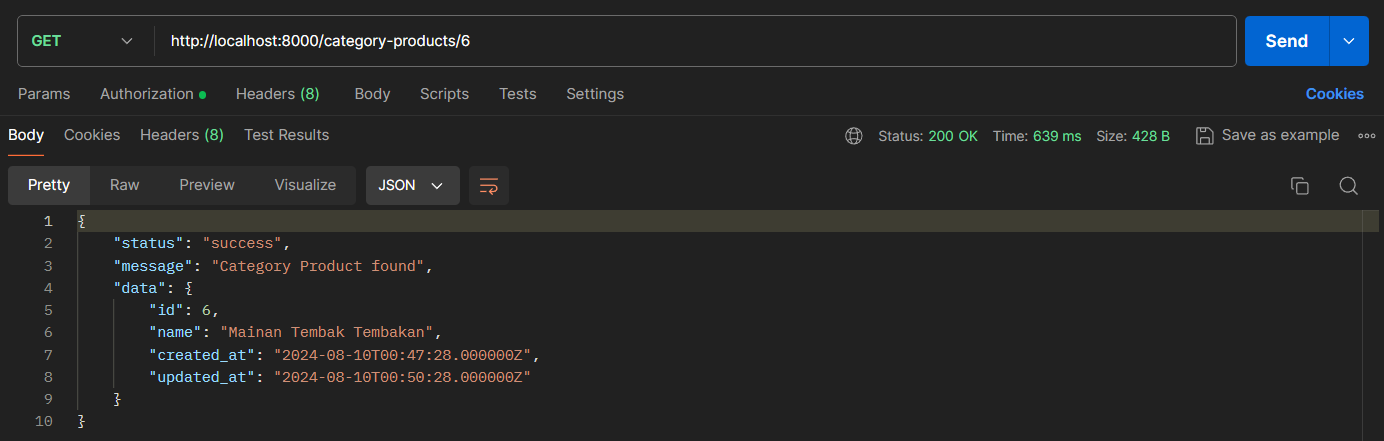 GET http://localhost:8000/category-products/6 Send
Params Authorization Headers (8) Body Scripts Tests Settings Cookies
Body Cookies Headers (8) Test Results Status: 200 OK Time: 639 ms Size: 428 B Save as example
Pretty Raw Preview Visualize JSON
1 {
2 "status": "success",
3 "message": "Category Product found",
4 "data": {
5 "id": 6,
6 "name": "Mainan Tembak Tembakan",
7 "created_at": "2024-08-10T00:47:28.000000Z",
8 "updated_at": "2024-08-10T00:50:28.000000Z"
9 }
10 }